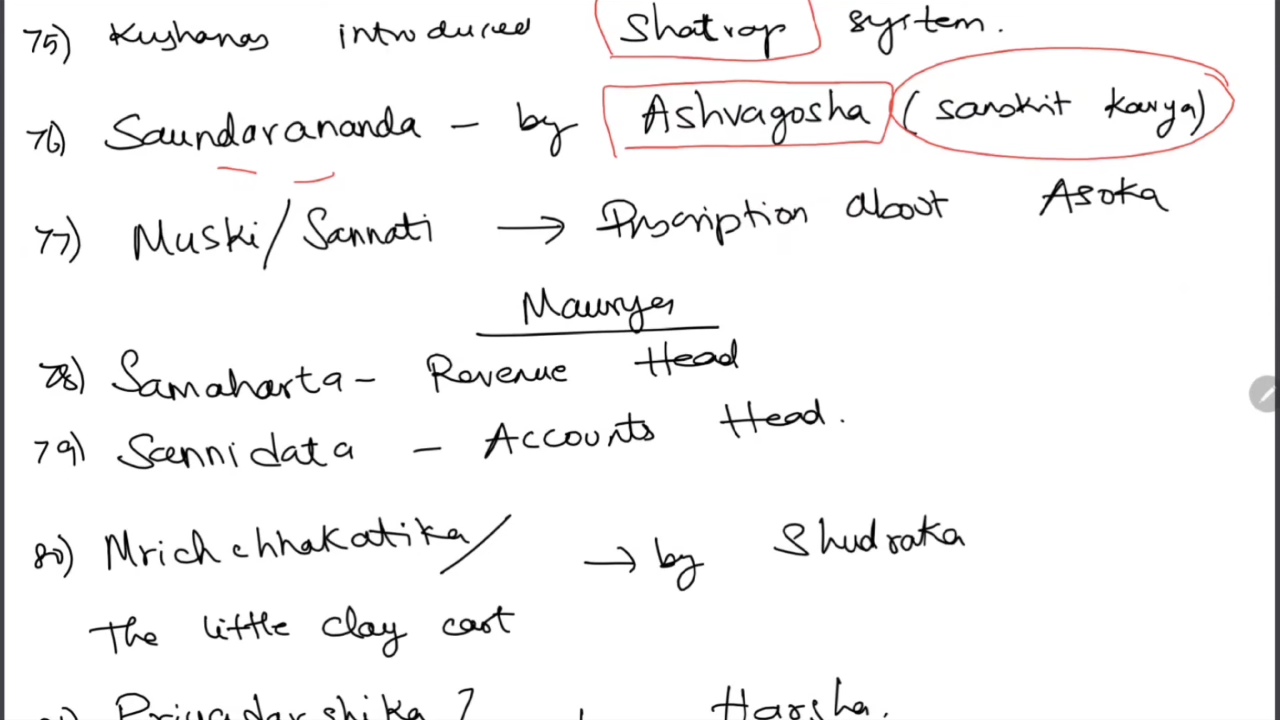 75) Kushanas introduced Shatrap system.
76) Saundarananda - by Ashvagosha (sanskrit kavya)
77) Muski/Sannati → Inscription about Asoka
Mauryas
78) Samaharta - Revenue Head
79) Sannidata - Accounts Head.
80) Mrichchhakatika/ → by Shudraka
The little clay cart
Priyadarshika Harsha.